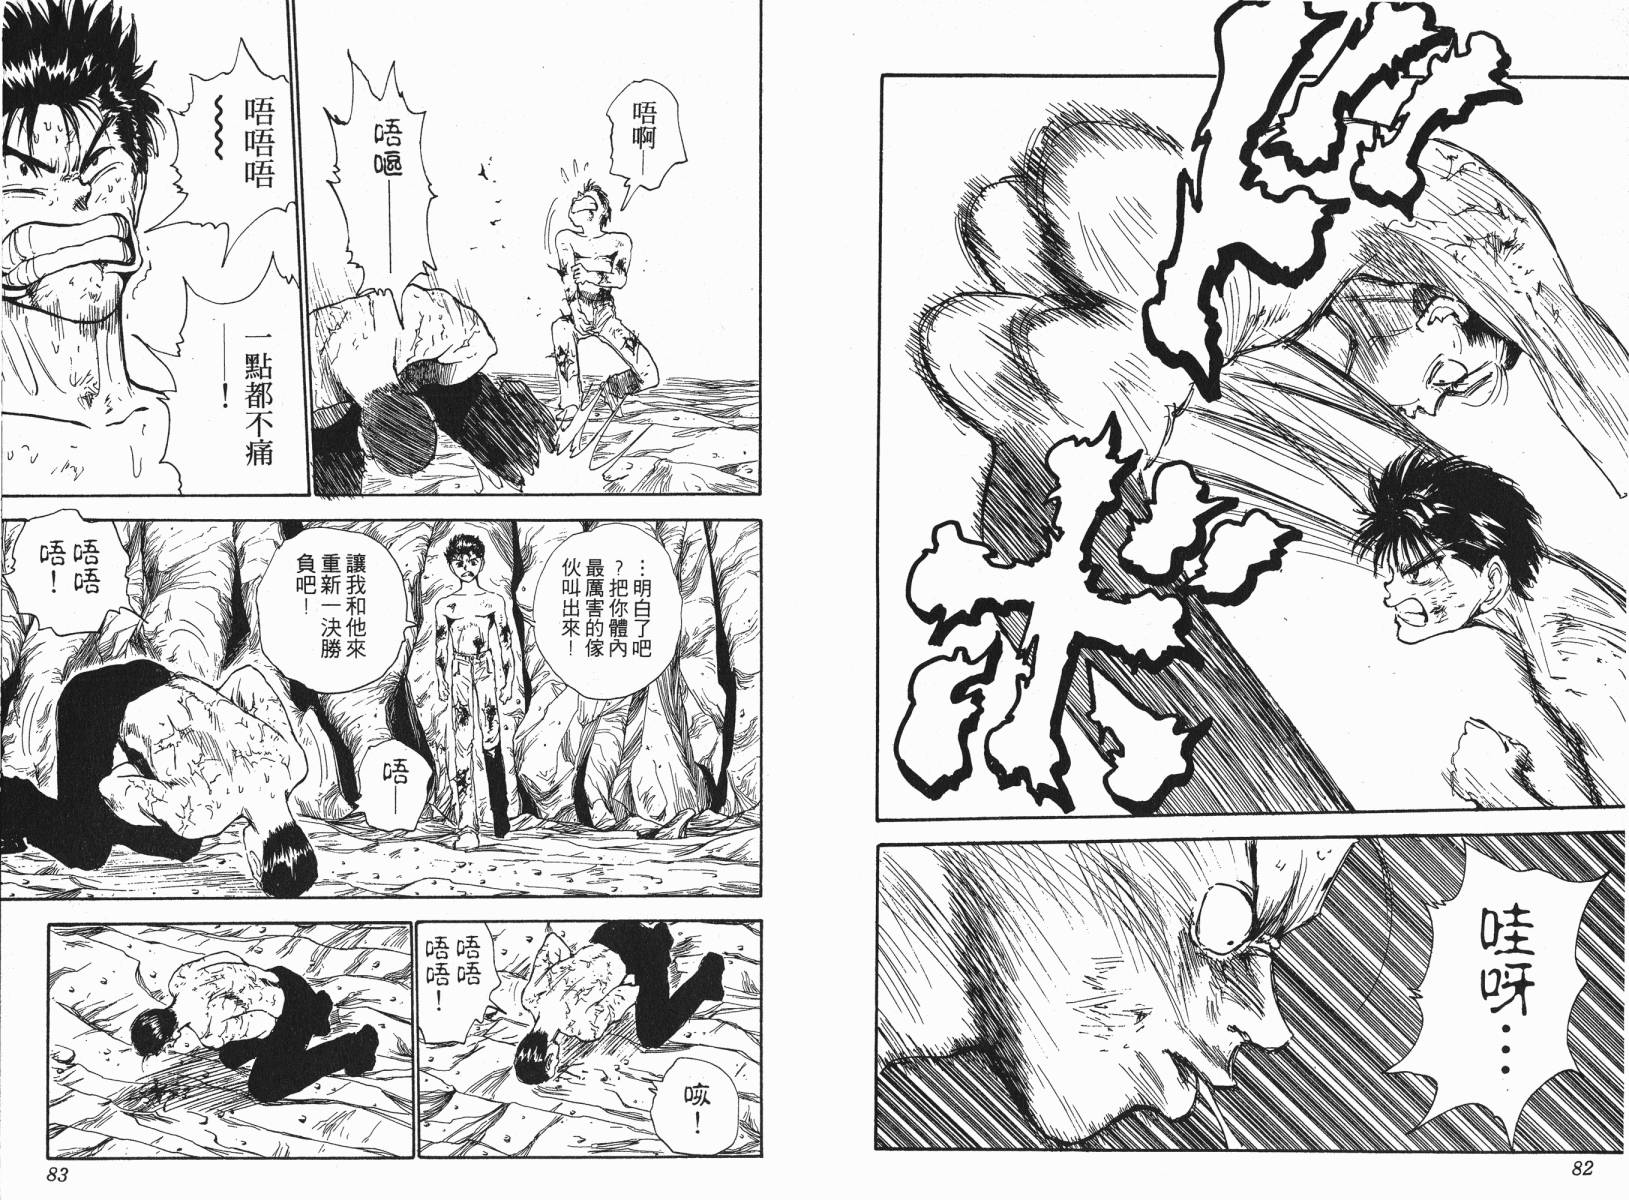 哇呀…
82
唔啊—
唔嘔——
唔唔唔
一點都不痛
——！
…明白了吧
？把你體內
最厲害的傢
伙叫出來！
讓我和他來
重新一決勝
負吧！
唔—
唔唔
唔！
唔唔
唔唔！
咳！
83